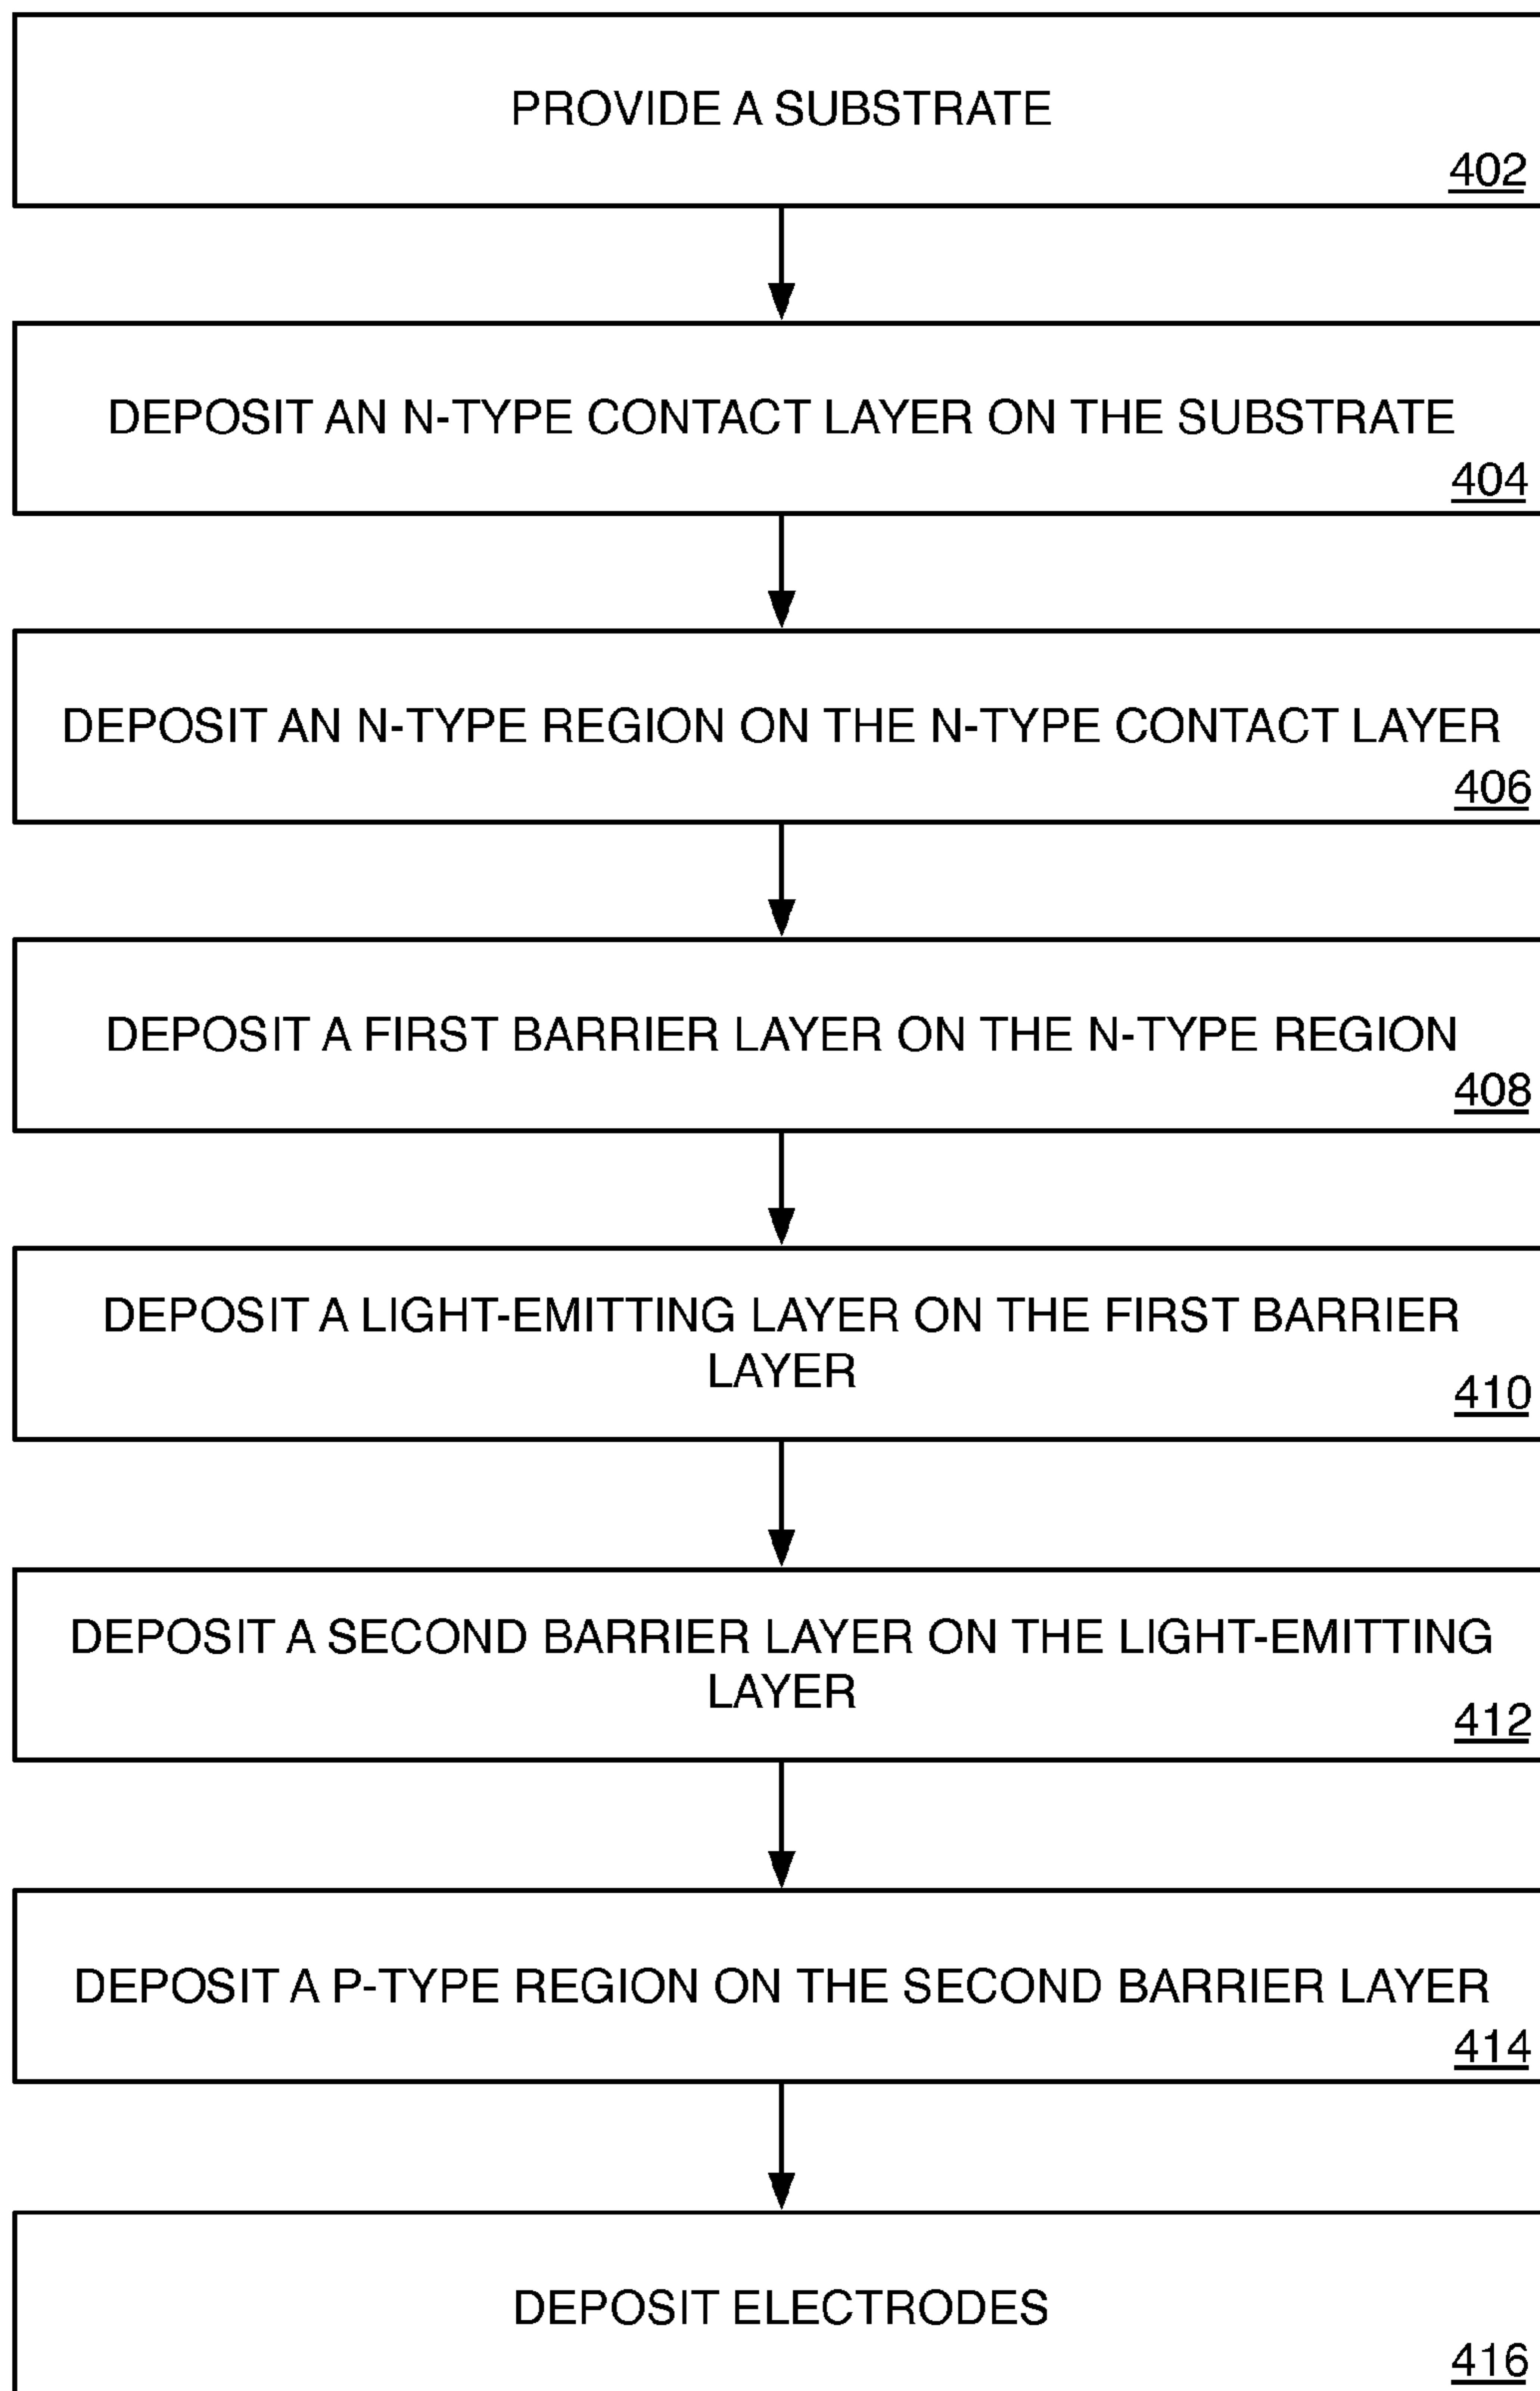 PROVIDE A SUBSTRATE
402
DEPOSIT AN N-TYPE CONTACT LAYER ON THE SUBSTRATE
404
DEPOSIT AN N-TYPE REGION ON THE N-TYPE CONTACT LAYER
406
DEPOSIT A FIRST BARRIER LAYER ON THE N-TYPE REGION
408
DEPOSIT A LIGHT-EMITTING LAYER ON THE FIRST BARRIER
LAYER
410
DEPOSIT A SECOND BARRIER LAYER ON THE LIGHT-EMITTING
LAYER
412
DEPOSIT A P-TYPE REGION ON THE SECOND BARRIER LAYER
414
DEPOSIT ELECTRODES
416